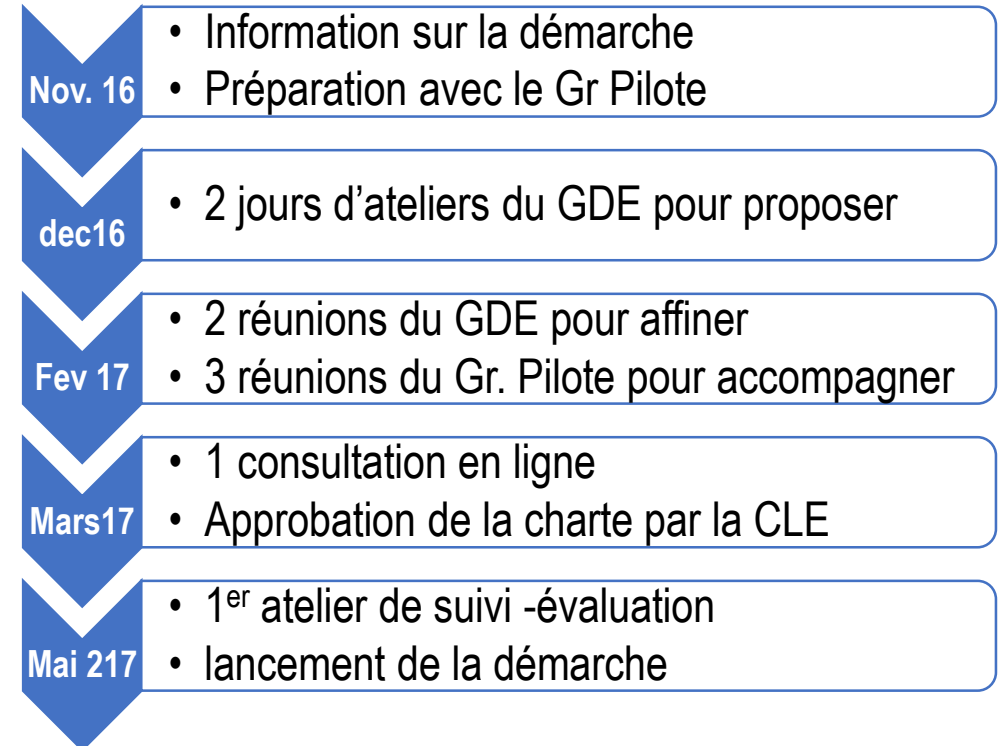 Nov. 16
• Information sur la démarche
• Préparation avec le Gr Pilote
dec16
• 2 jours d’ateliers du GDE pour proposer
Fev 17
• 2 réunions du GDE pour affiner
• 3 réunions du Gr. Pilote pour accompagner
Mars17
• 1 consultation en ligne
• Approbation de la charte par la CLE
Mai 217
• 1er atelier de suivi -évaluation
• lancement de la démarche